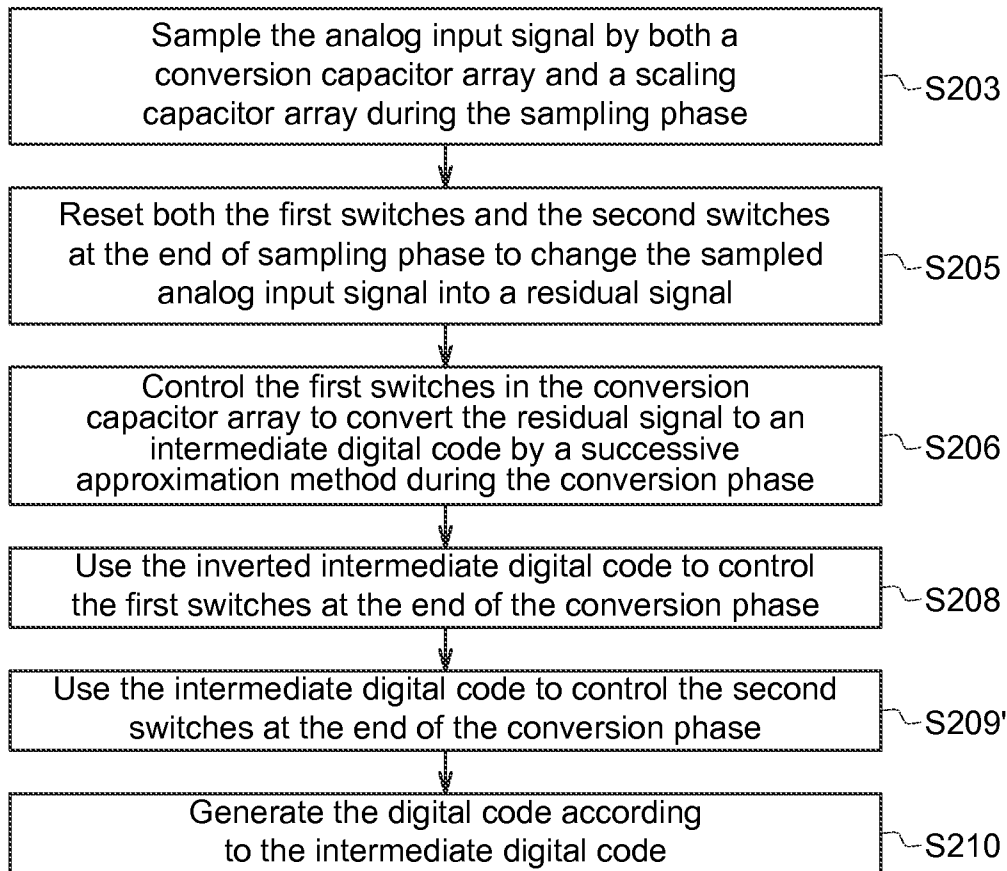 Sample the analog input signal by both a
conversion capacitor array and a scaling
capacitor array during the sampling phase
S203
Reset both the first switches and the second switches
at the end of sampling phase to change the sampled
analog input signal into a residual signal
S205
Control the first switches in the conversion
capacitor array to convert the residual signal to an
intermediate digital code by a successive
approximation method during the conversion phase
S206
Use the inverted intermediate digital code to control
the first switches at the end of the conversion phase
S208
Use the intermediate digital code to control the second
switches at the end of the conversion phase
S209'
Generate the digital code according
to the intermediate digital code
S210